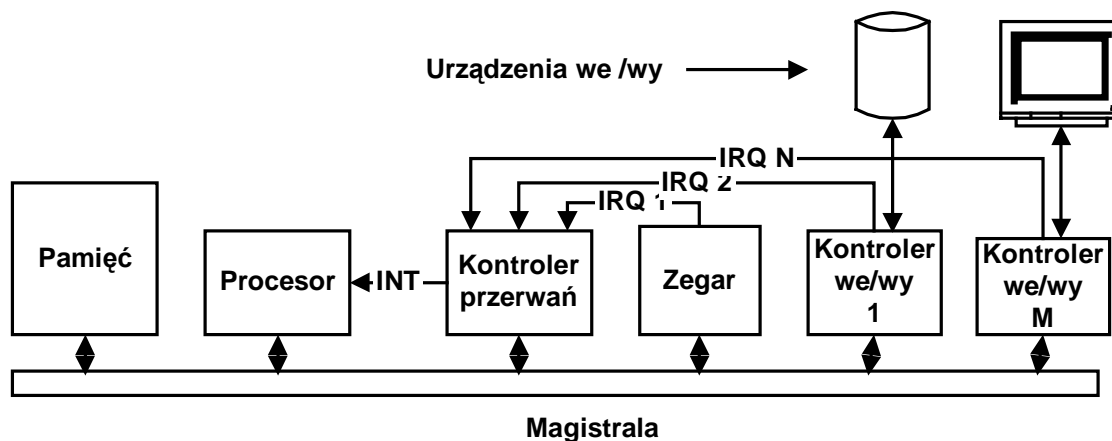 Urządzenia we /wy
IRQ N
IRQ 2
IRQ 1
Pamięć
Procesor
INT
Kontroler
przerwań
Zegar
Kontroler
we/wy
1
Kontroler
we/wy
M
Magistrala